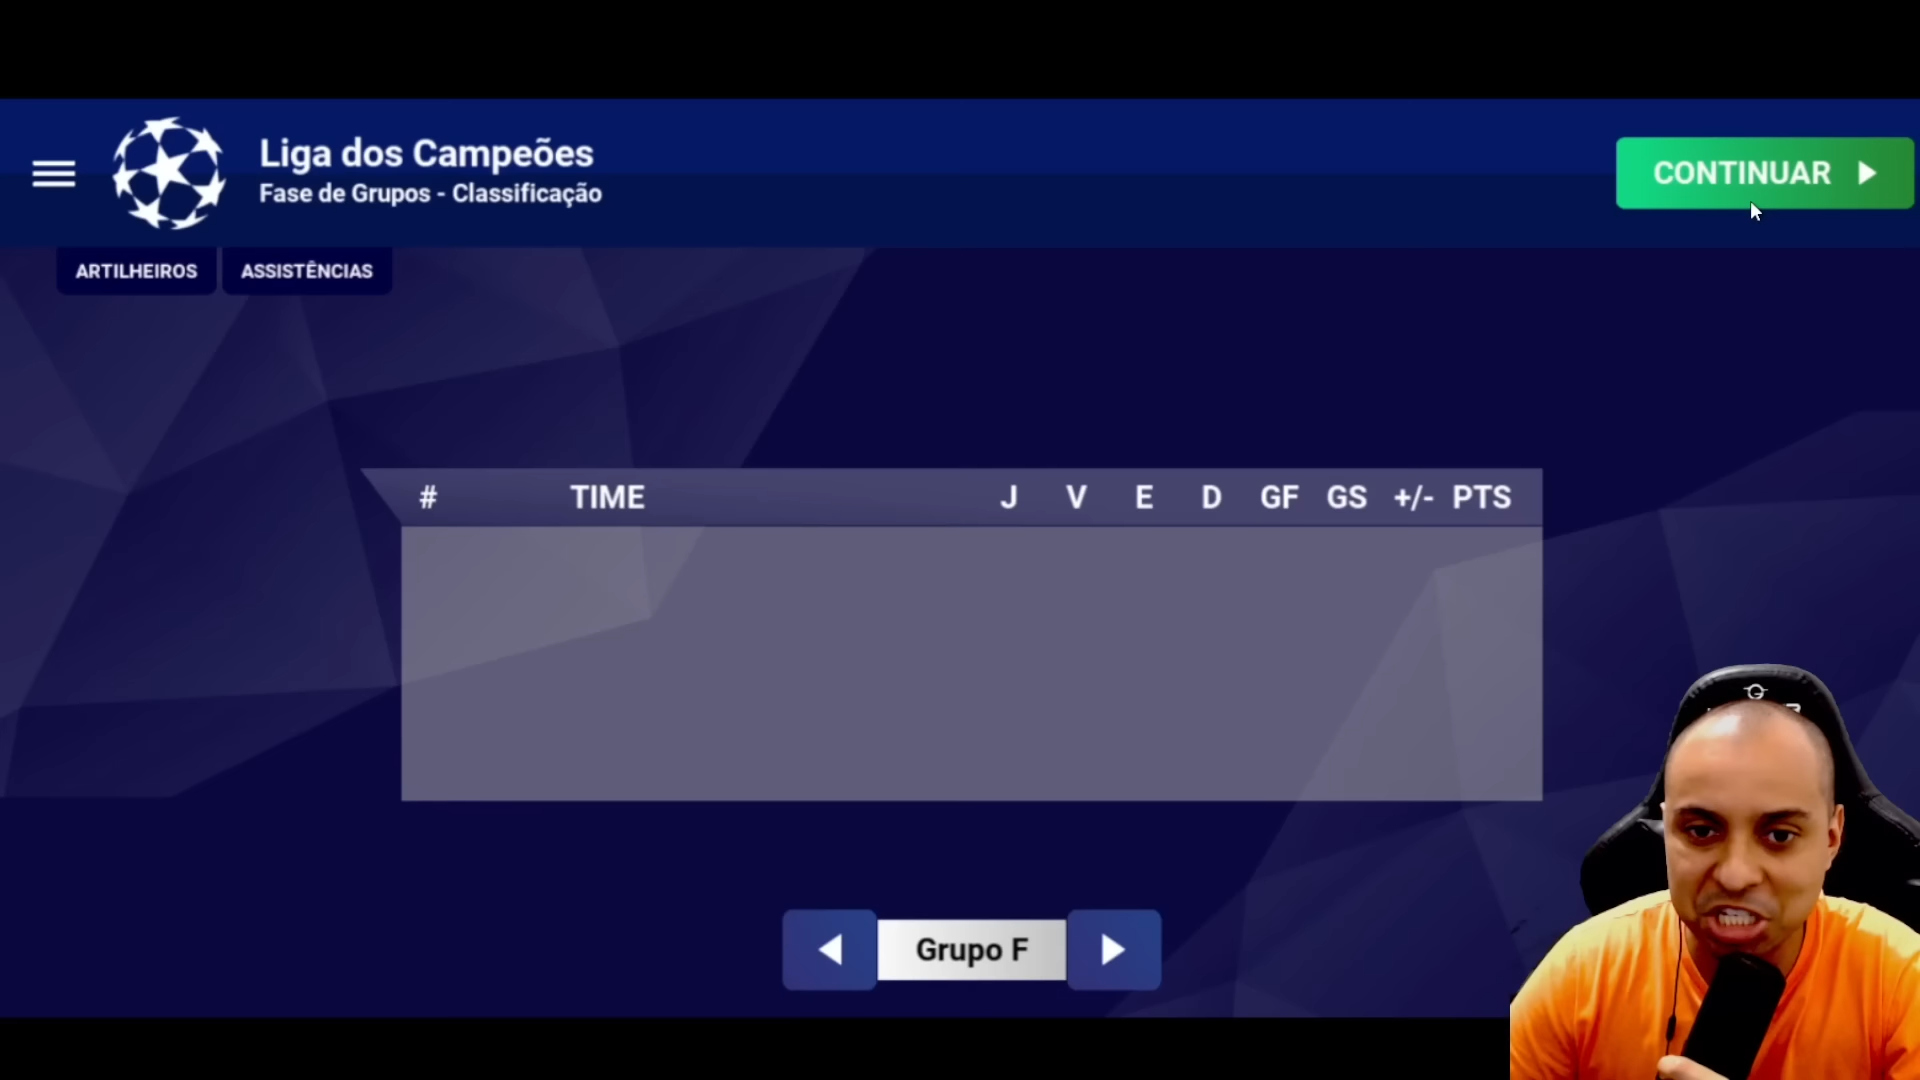 Liga dos Campeões
Fase de Grupos - Classificação
CONTINUAR
ARTILHEIROS
ASSISTÊNCIAS
# TIME J V E D GF GS +/- PTS
Grupo F